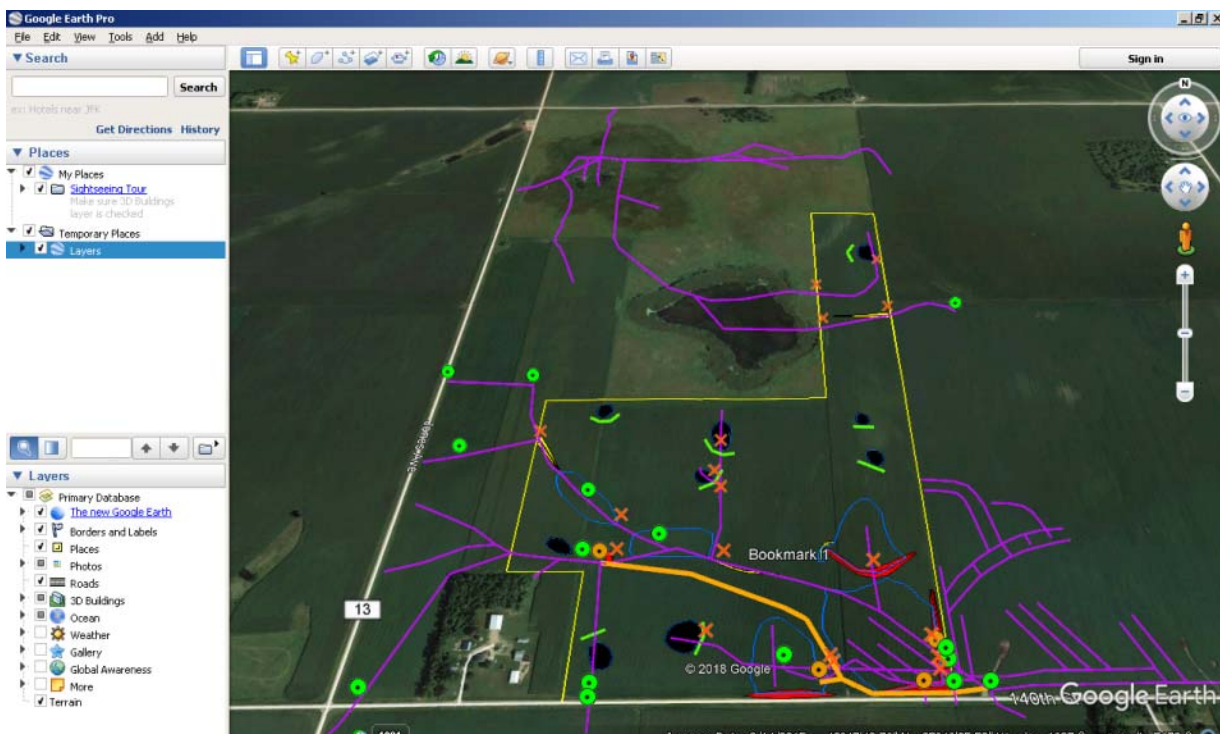 Google Earth Pro
File Edit View Tools Add Help
Search
Search
ex: Hotels near JFK
Get Directions History
Places
My Places
Sightseeing Tour
Make sure 3D Buildings
layer is checked
Temporary Places
Layers
Layers
Primary Database
The new Google Earth
Borders and Labels
Places
Photos
Roads
3D Buildings
Ocean
Weather
Gallery
Global Awareness
More
Terrain
Sign in
N
Bookmark 1
13
© 2018 Google
140th
Google Earth